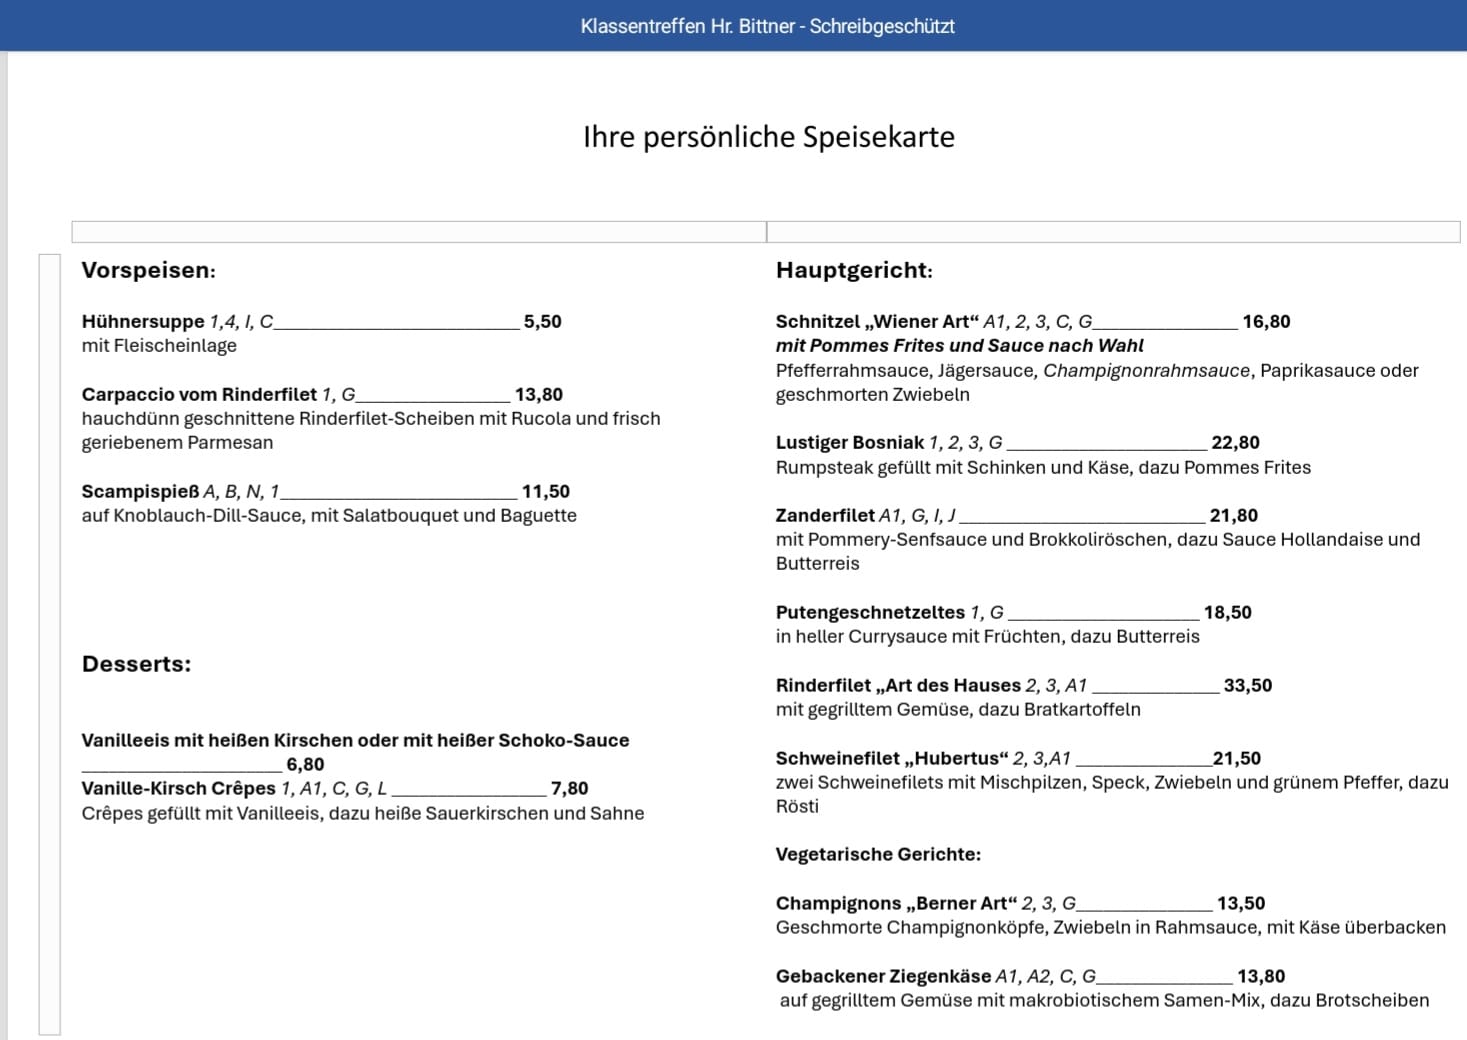 Klassentreffen Hr. Bittner - Schreibgeschützt
Ihre persönliche Speisekarte
Vorspeisen:
Hühnersuppe 1,4, I, C__________________________ 5,50
mit Fleischeinlage
Carpaccio vom Rinderfilet 1, G________________ 13,80
hauchdünn geschnittene Rinderfilet-Scheiben mit Rucola und frisch
geriebenem Parmesan
Scampispieß A, B, N, 1_________________________ 11,50
auf Knoblauch-Dill-Sauce, mit Salatbouquet und Baguette
Desserts:
Vanilleeis mit heißen Kirschen oder mit heißer Schoko-Sauce
_____________________ 6,80
Vanille-Kirsch Crêpes 1, A1, C, G, L ________________ 7,80
Crêpes gefüllt mit Vanilleeis, dazu heiße Sauerkirschen und Sahne
Hauptgericht:
Schnitzel „Wiener Art“ A1, 2, 3, C, G_______________ 16,80
mit Pommes Frites und Sauce nach Wahl
Pfefferrahmsauce, Jägersauce, Champignonrahmsauce, Paprikasauce oder
geschmorten Zwiebeln
Lustiger Bosniak 1, 2, 3, G _____________________ 22,80
Rumpsteak gefüllt mit Schinken und Käse, dazu Pommes Frites
Zanderfilet A1, G, I, J __________________________ 21,80
mit Pommery-Senfsauce und Brokkoliröschen, dazu Sauce Hollandaise und
Butterreis
Putengeschnetzeltes 1, G ____________________ 18,50
in heller Currysauce mit Früchten, dazu Butterreis
Rinderfilet „Art des Hauses 2, 3, A1 _____________ 33,50
mit gegrilltem Gemüse, dazu Bratkartoffeln
Schweinefilet „Hubertus“ 2, 3,A1 ______________21,50
zwei Schweinefilets mit Mischpilzen, Speck, Zwiebeln und grünem Pfeffer, dazu
Rösti
Vegetarische Gerichte:
Champignons „Berner Art“ 2, 3, G______________ 13,50
Geschmorte Champignonköpfe, Zwiebeln in Rahmsauce, mit Käse überbacken
Gebackener Ziegenkäse A1, A2, C, G______________ 13,80
auf gegrilltem Gemüse mit makrobiotischem Samen-Mix, dazu Brotscheiben